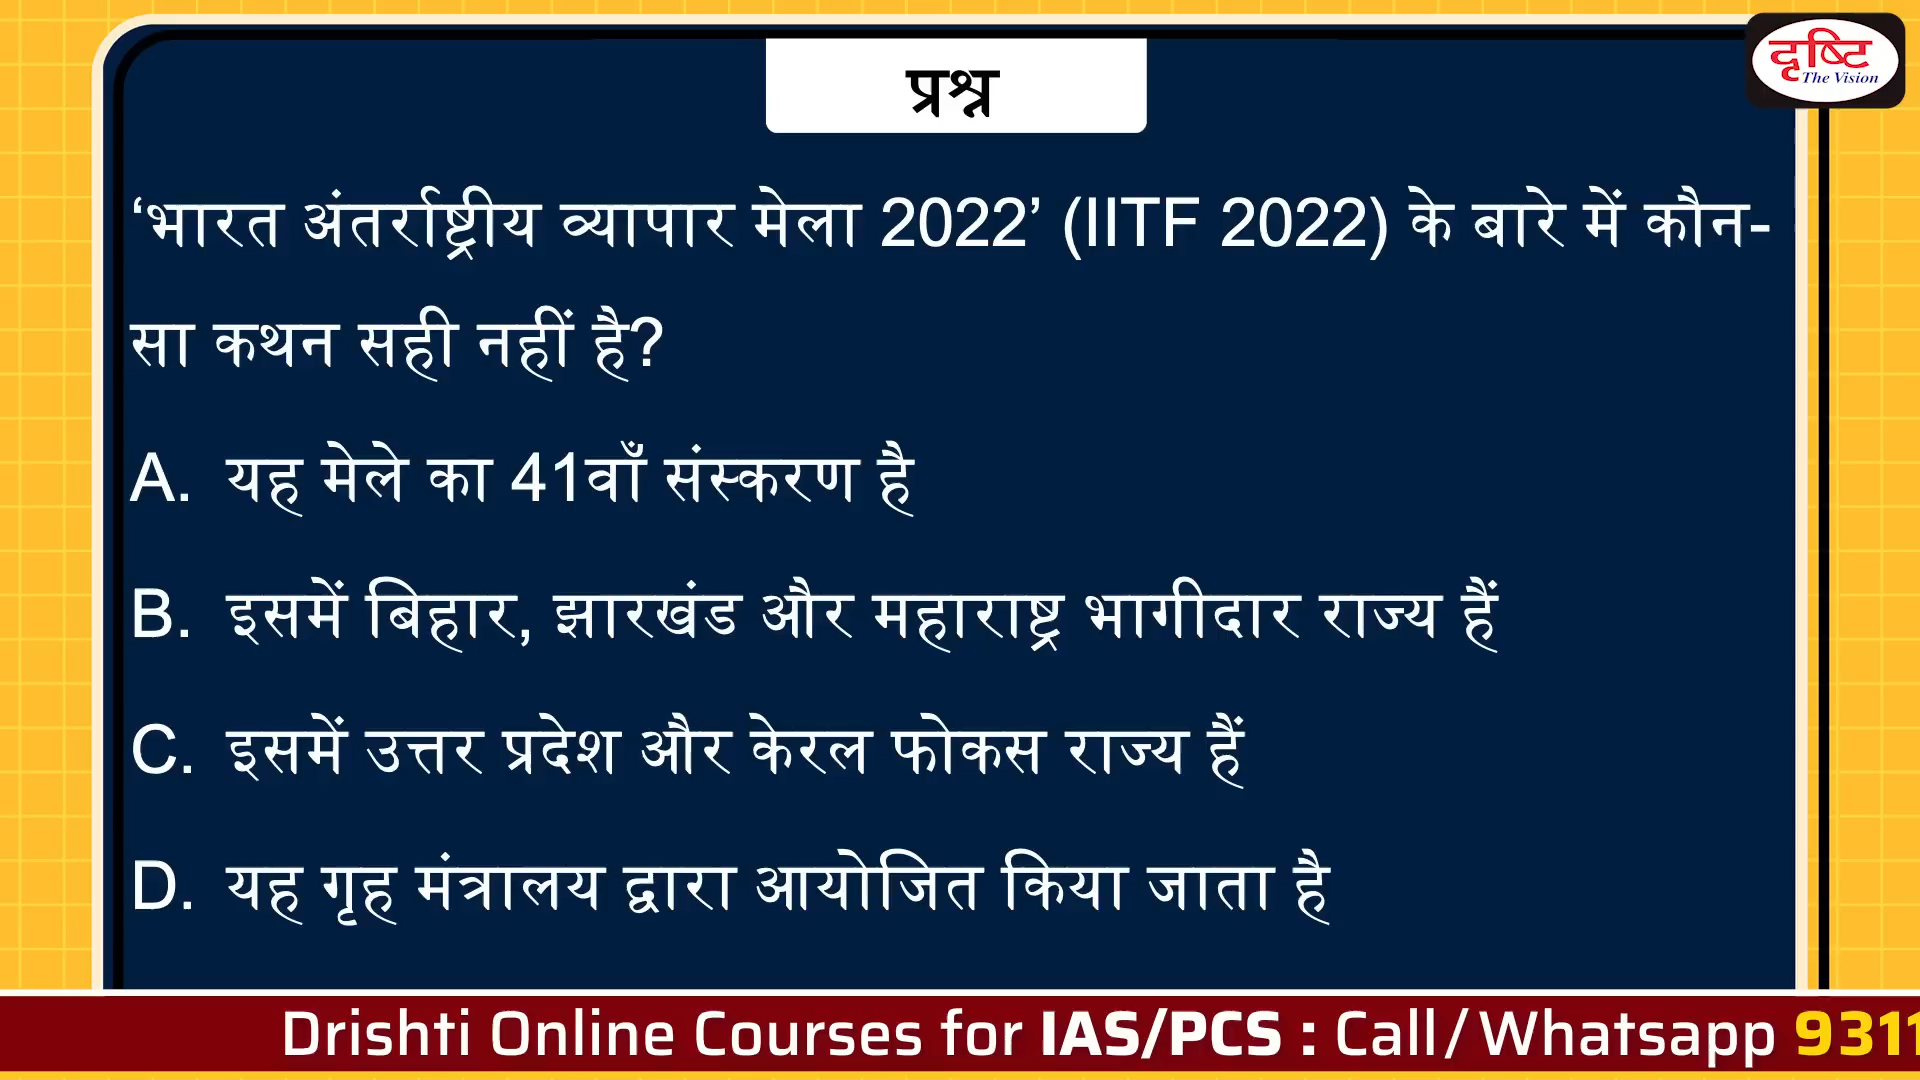 दृष्टि
The Vision
प्रश्न
‘भारत अंतर्राष्ट्रीय व्यापार मेला 2022’ (IITF 2022) के बारे में कौन-
सा कथन सही नहीं है?
A. यह मेले का 41वाँ संस्करण है
B. इसमें बिहार, झारखंड और महाराष्ट्र भागीदार राज्य हैं
C. इसमें उत्तर प्रदेश और केरल फोकस राज्य हैं
D. यह गृह मंत्रालय द्वारा आयोजित किया जाता है
Drishti Online Courses for IAS/PCS : Call/Whatsapp 9311